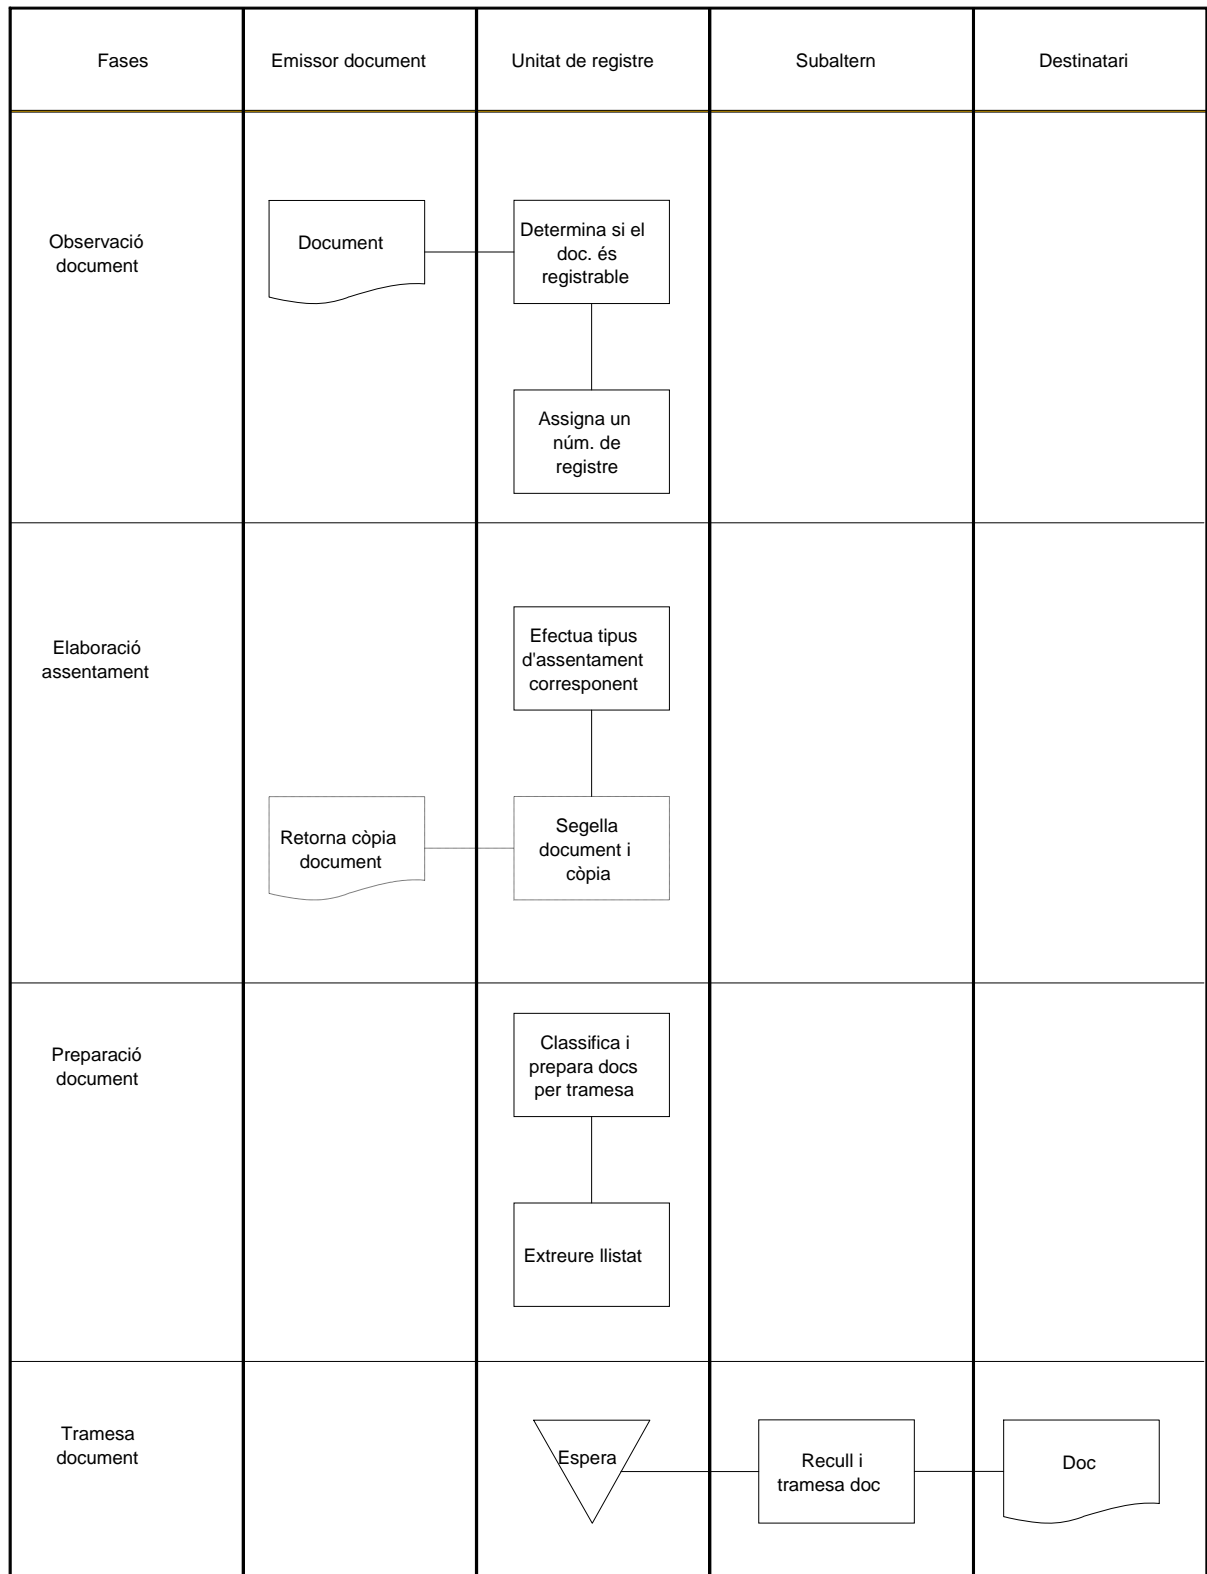 Fases
Emissor document
Unitat de registre
Subaltern
Destinatari
Observació
document
Document
Determina si el
doc. és
registrable
Assigna un
núm. de
registre
Elaboració
assentament
Efectua tipus
d'assentament
corresponent
Retorna còpia
document
Segella
document i
còpia
Preparació
document
Classifica i
prepara docs
per tramesa
Extreure llistat
Tramesa
document
Espera
Recull i
tramesa doc
Doc